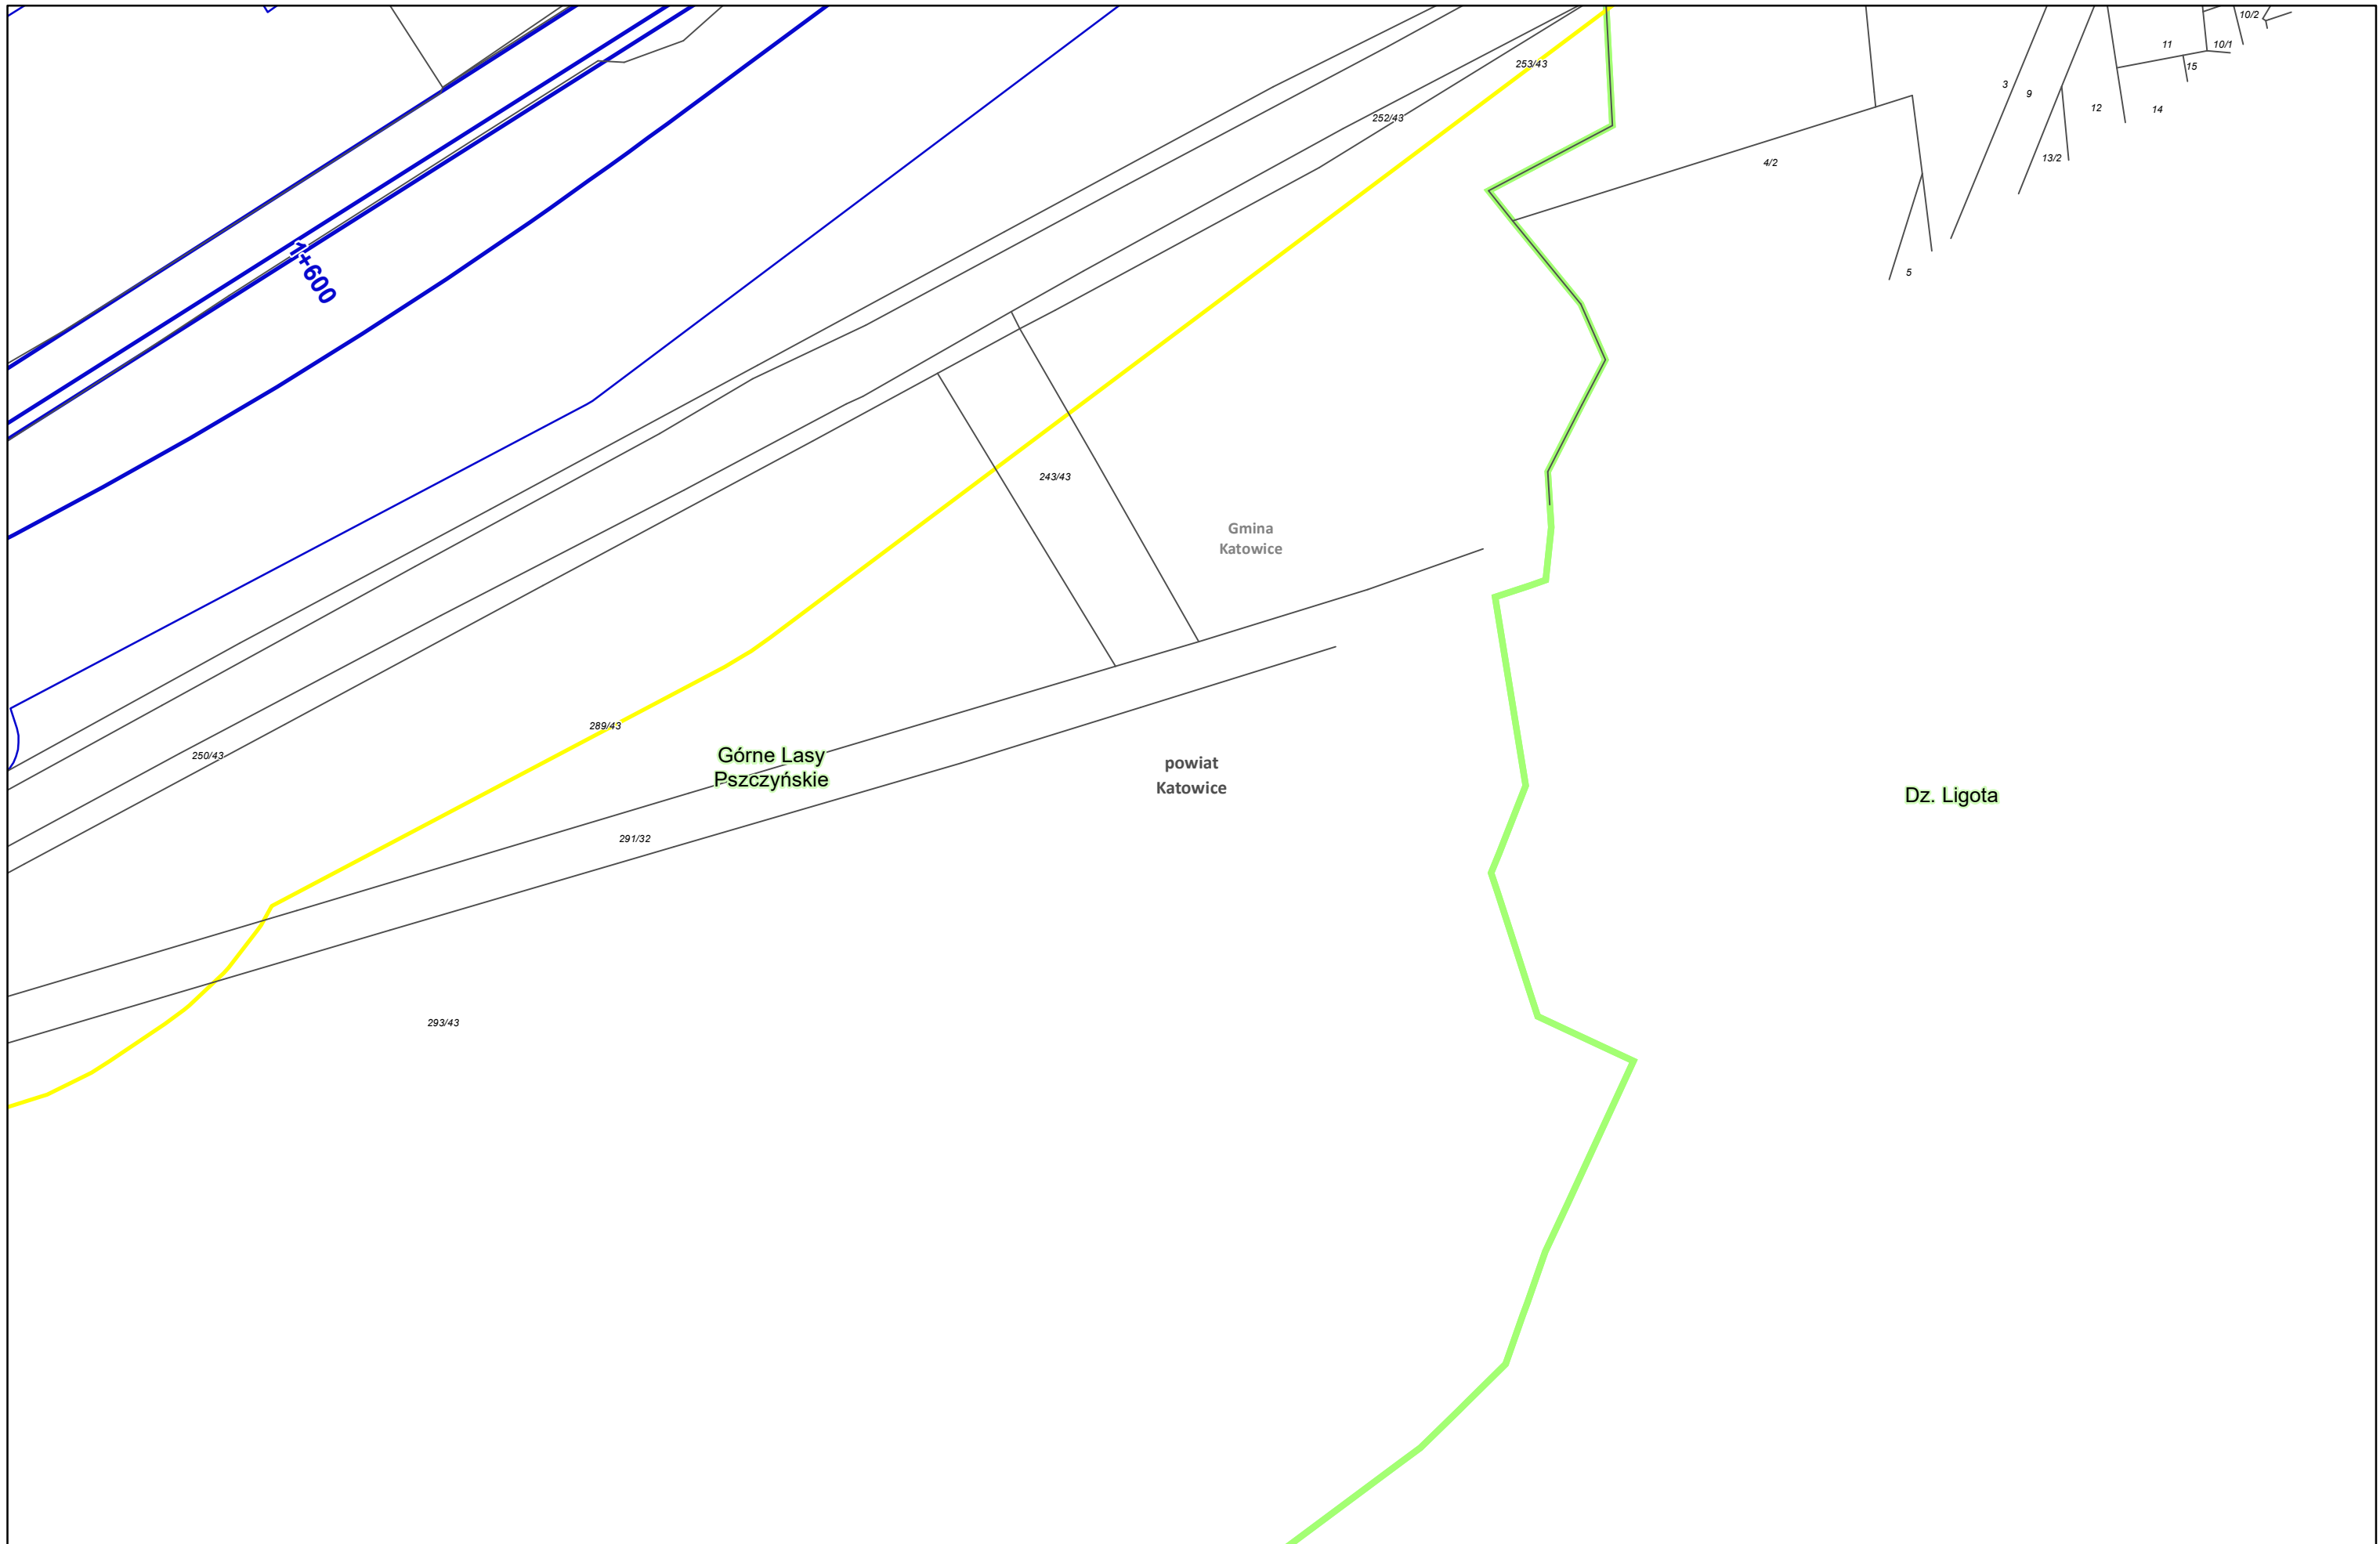 10/2
11
10/1
253/43
15
3
9
12
14
252/43
13/2
4/2
1+600
5
243/43
Gmina
Katowice
289/43
250/43
Górne Lasy
Pszczyńskie
powiat
Katowice
Dz. Ligota
291/32
293/43